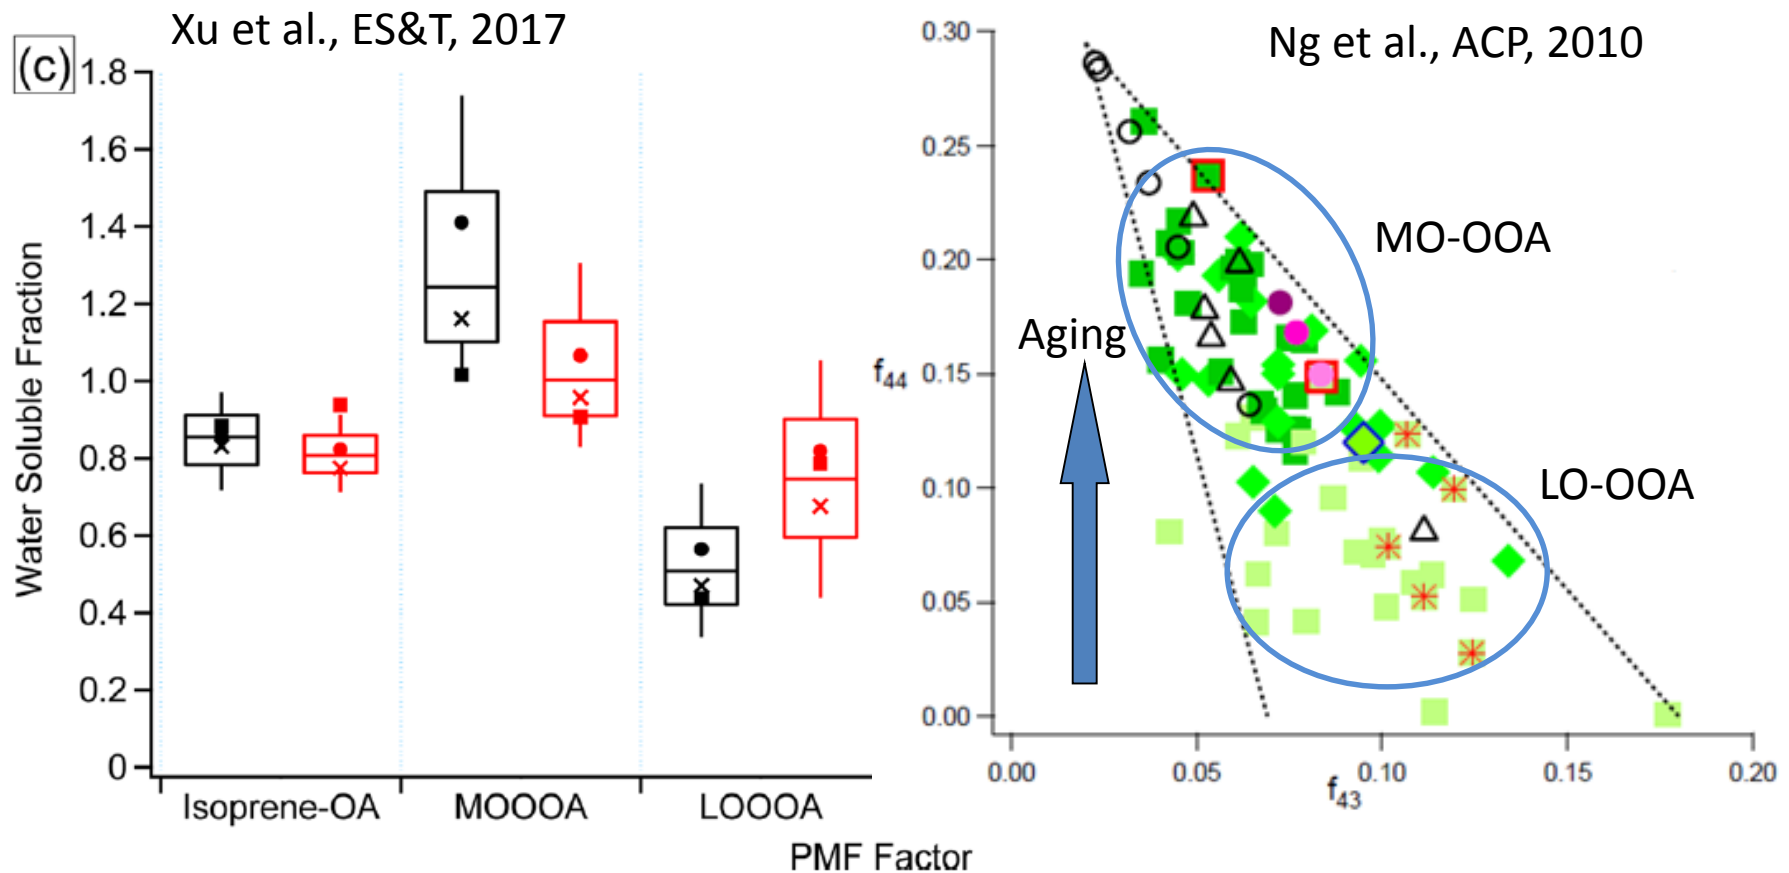 Xu et al., ES&T, 2017
(c)
1.8
1.6
1.4
1.2
1.0
0.8
0.6
0.4
0.2
0
Water Soluble Fraction
Isoprene-OA MOOOA LOOOA
PMF Factor
Ng et al., ACP, 2010
0.30
0.25
0.20
0.15
0.10
0.05
0.00
f44
MO-OOA
Aging
LO-OOA
0.00 0.05 0.10 0.15 0.20
f43